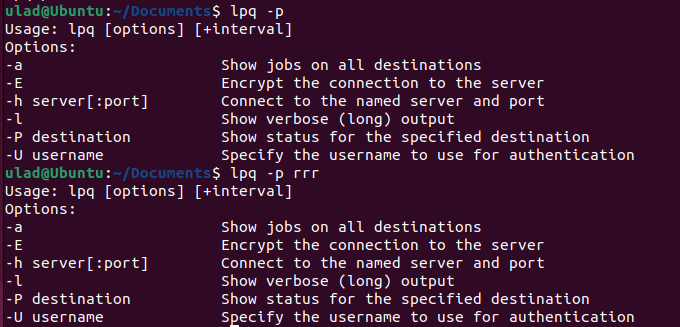 ulad@Ubuntu:~/Documents$ lpq -p
Usage: lpq [options] [+interval]
Options:
-a                      Show jobs on all destinations
-E                      Encrypt the connection to the server
-h server[:port]        Connect to the named server and port
-l                      Show verbose (long) output
-P destination          Show status for the specified destination
-U username             Specify the username to use for authentication
ulad@Ubuntu:~/Documents$ lpq -p rrr
Usage: lpq [options] [+interval]
Options:
-a                      Show jobs on all destinations
-E                      Encrypt the connection to the server
-h server[:port]        Connect to the named server and port
-l                      Show verbose (long) output
-P destination          Show status for the specified destination
-U username             Specify the username to use for authentication